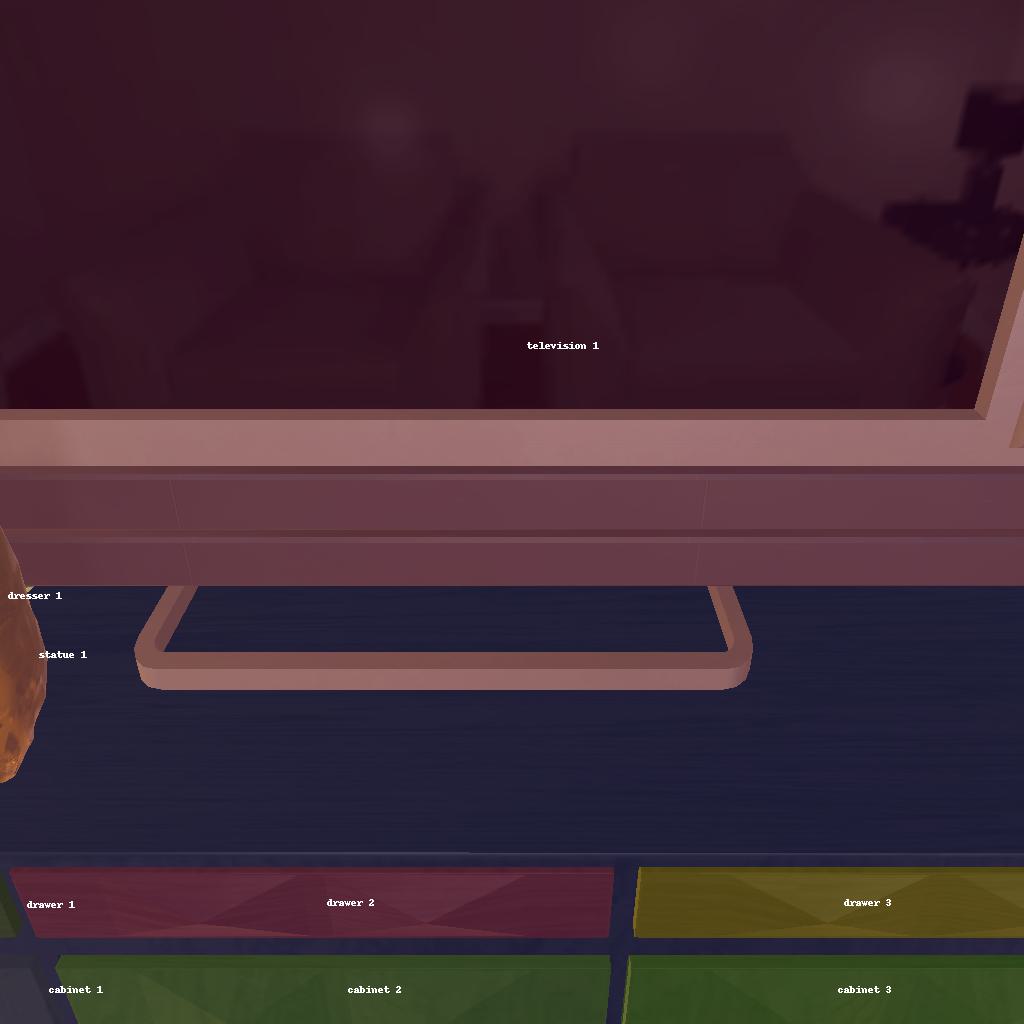 television 1
dresser 1
statue 1
drawer 1
drawer 2
drawer 3
cabinet 1
cabinet 2
cabinet 3